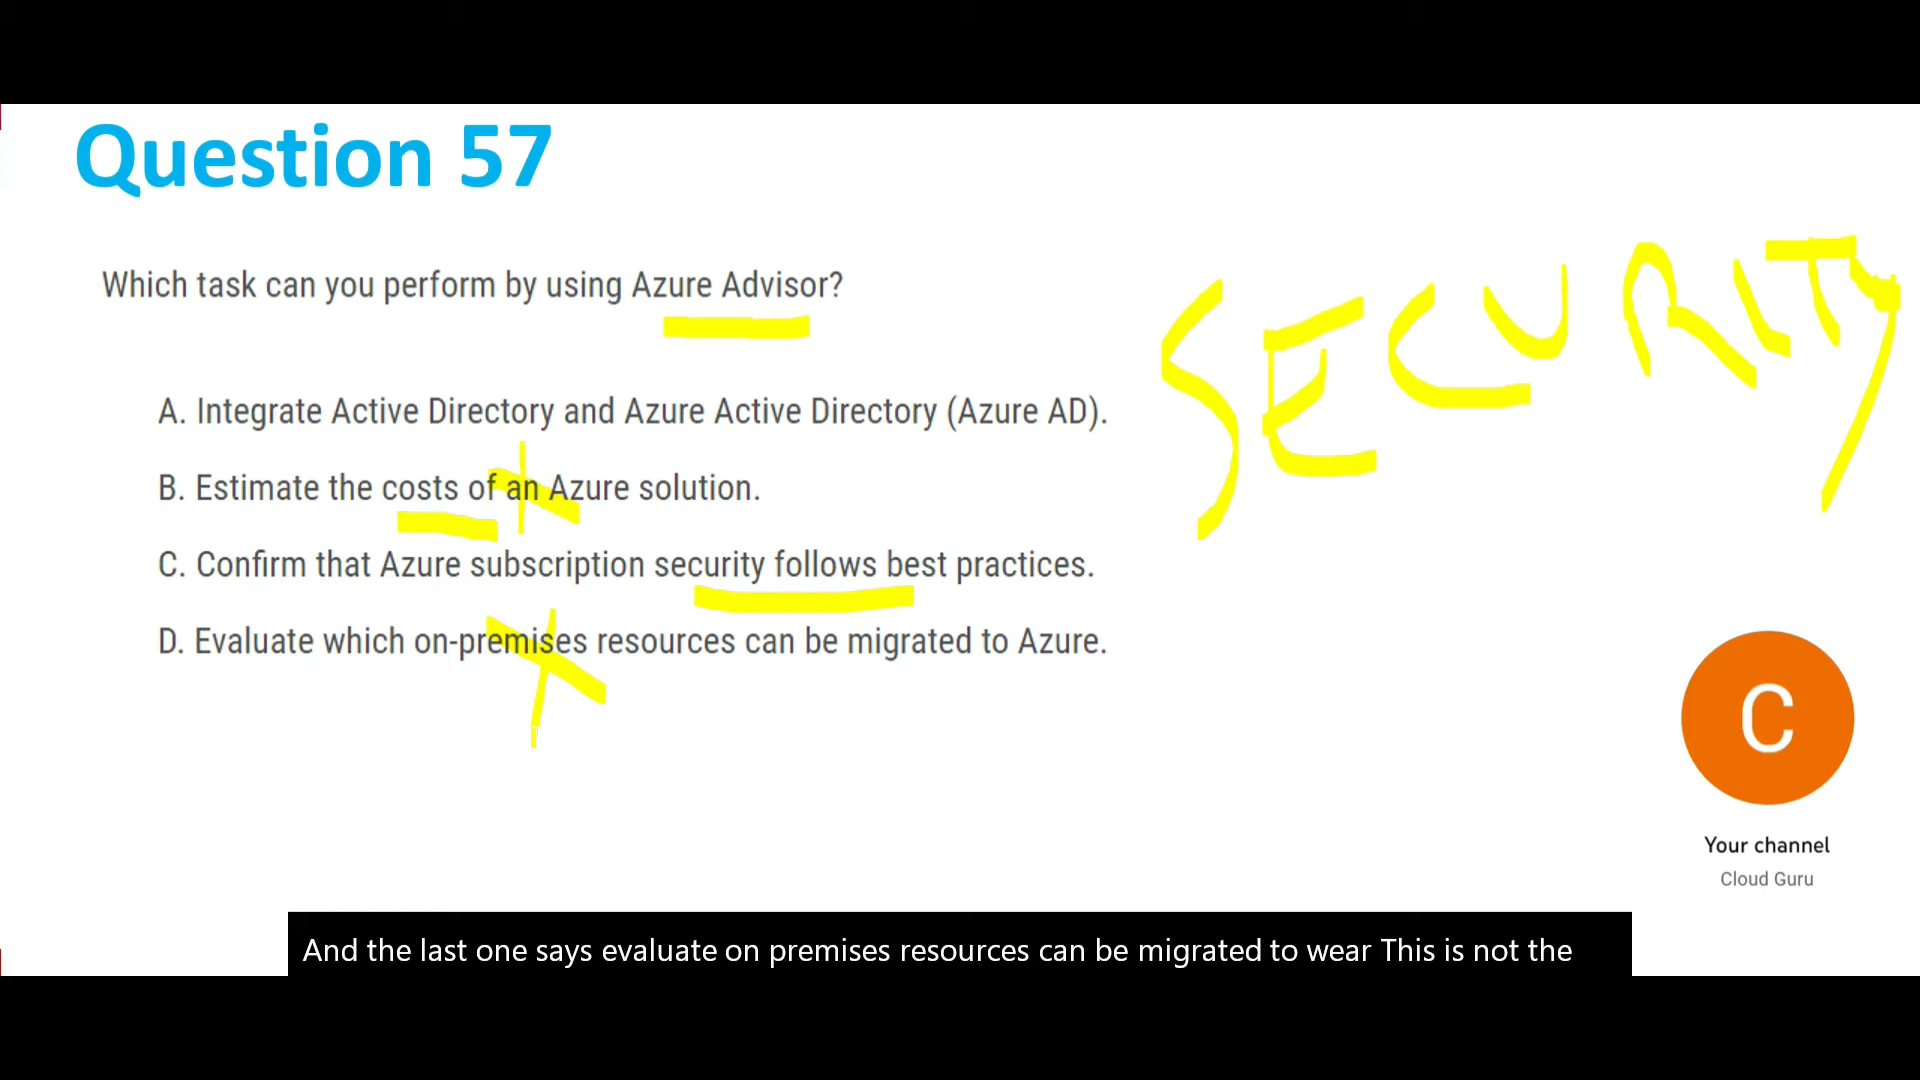 Question 57
Which task can you perform by using Azure Advisor?
SECURITY
A. Integrate Active Directory and Azure Active Directory (Azure AD).
B. Estimate the costs of an Azure solution.
C. Confirm that Azure subscription security follows best practices.
D. Evaluate which on-premises resources can be migrated to Azure.
C
Your channel
Cloud Guru
And the last one says evaluate on premises resources can be migrated to wear This is not the